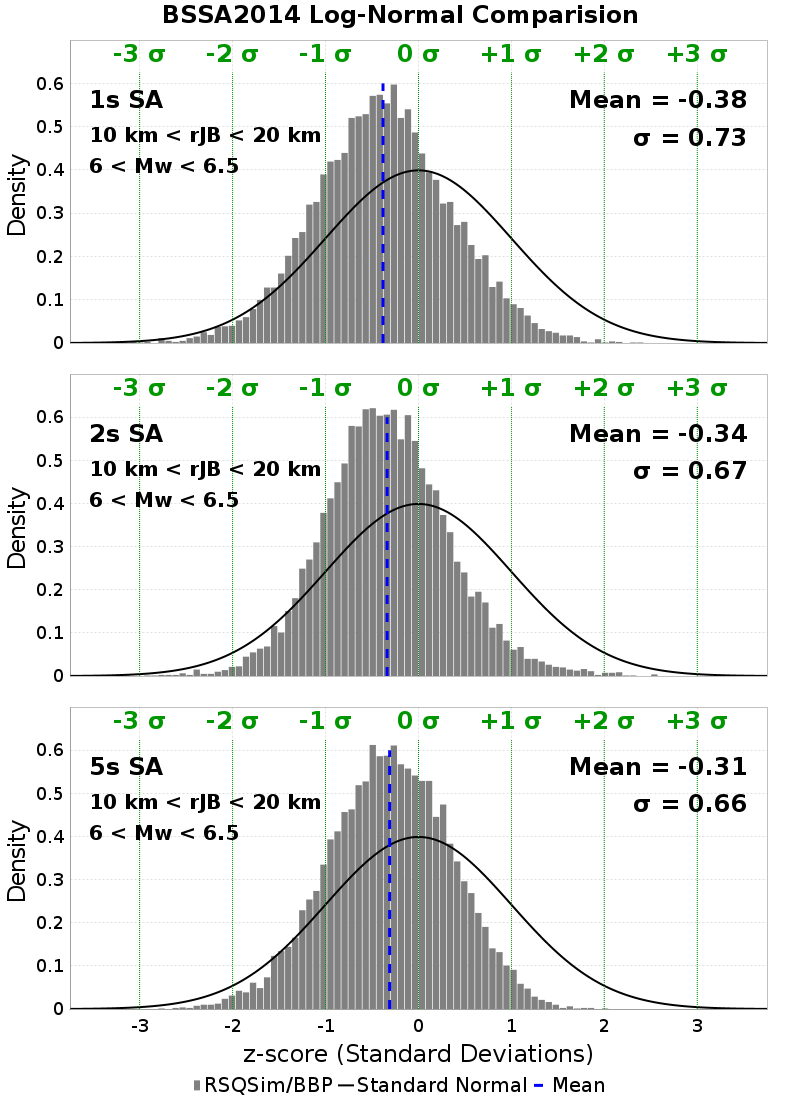 BSSA2014 Log-Normal Comparision
-3 σ -2 σ -1 σ 0 σ +1 σ +2 σ +3 σ
1s SA
Mean = -0.38
10 km < rJB < 20 km
σ = 0.73
6 < Mw < 6.5
Density
0.6
0.5
0.4
0.3
0.2
0.1
0
-3 σ -2 σ -1 σ 0 σ +1 σ +2 σ +3 σ
2s SA
Mean = -0.34
10 km < rJB < 20 km
σ = 0.67
6 < Mw < 6.5
Density
0.6
0.5
0.4
0.3
0.2
0.1
0
-3 σ -2 σ -1 σ 0 σ +1 σ +2 σ +3 σ
5s SA
Mean = -0.31
10 km < rJB < 20 km
σ = 0.66
6 < Mw < 6.5
Density
0.6
0.5
0.4
0.3
0.2
0.1
0
-3 -2 -1 0 1 2 3
z-score (Standard Deviations)
RSQSim/BBP Standard Normal Mean